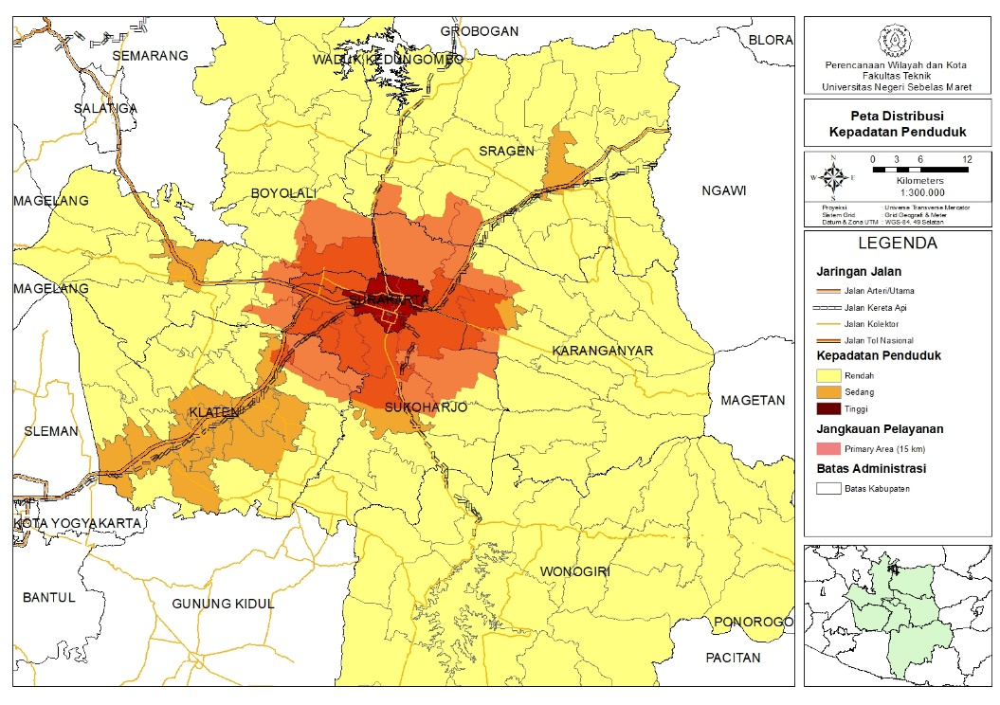 GROBOGAN
BLORA
SEMARANG
WADUK KEDUNGOMBO
SALATIGA
SRAGEN
BOYOLALI
MAGELANG
NGAWI
MAGELANG
SURAKARTA
KARANGANYAR
MAGETAN
KLATEN
SUKOHARJO
SLEMAN
KOTA YOGYAKARTA
WONOGIRI
BANTUL
GUNUNG KIDUL
PONOROGO
PACITAN
Perencanaan Wilayah dan Kota
Fakultas Teknik
Universitas Negeri Sebelas Maret
Peta Distribusi
Kepadatan Penduduk
N
W E
S
N
0 3 6 12
Kilometers
1:300.000
Proyeksi : Universe Transverse Mercator
Sistem Grid : Grid Geografi & Meter
Datum & Zona UTM : WGS-84, 49 Selatan
LEGENDA
Jaringan Jalan
Jalan Arteri/Utama
Jalan Kereta Api
Jalan Kolektor
Jalan Tol Nasional
Kepadatan Penduduk
Rendah
Sedang
Tinggi
Jangkauan Pelayanan
Primary Area (15 km)
Batas Administrasi
Batas Kabupaten